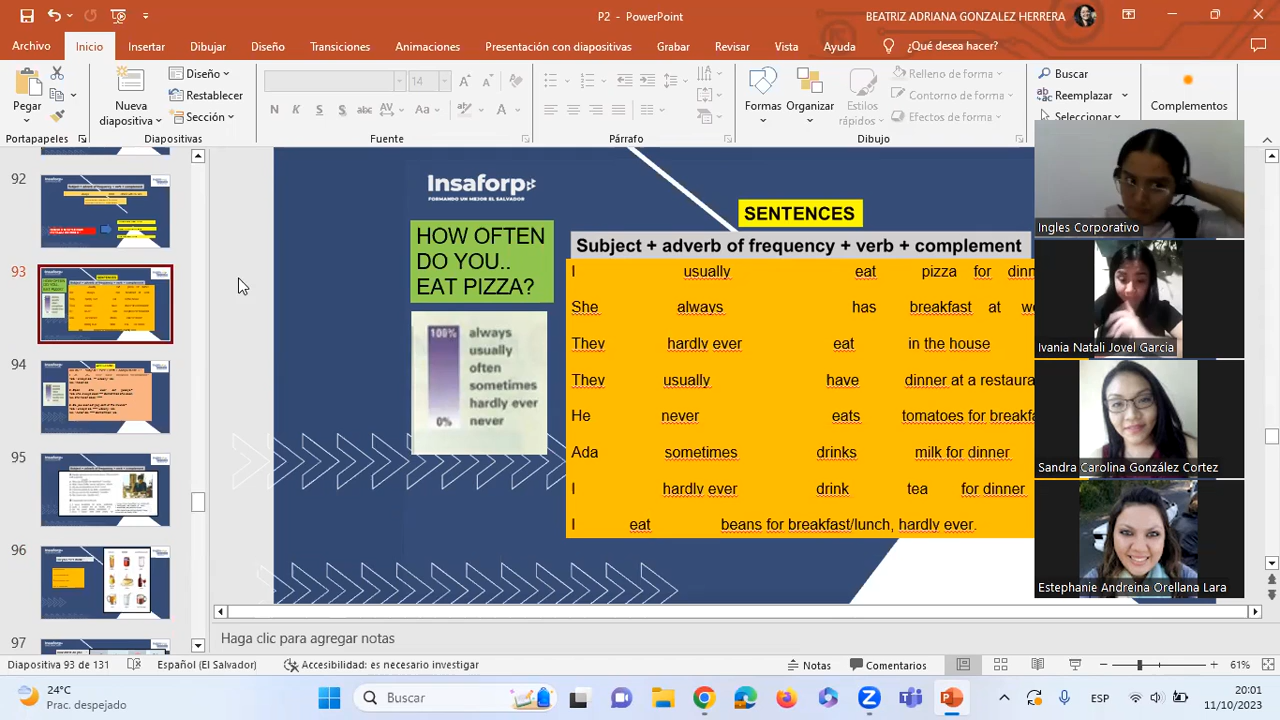 P2 - PowerPoint
BEATRIZ ADRIANA GONZALEZ HERRERA
Archivo Inicio Insertar Dibujar Diseño Transiciones Animaciones Presentación con diapositivas Grabar Revisar Vista Ayuda ¿Qué desea hacer?
Pegar
Portapapeles
Nueva diapositiva
Diseño
Restablecer
Sección
Diapositivas
14
N K S S abc AV Aa A
Fuente
Párrafo
Formas
Organizar
Estilos rápidos
Relleno de forma
Contorno de forma
Efectos de forma
Dibujo
Buscar
Reemplazar
Seleccionar
Complementos
92
93
94
95
96
97
Insaforp
FORMANDO UN MEJOR EL SALVADOR
SENTENCES
HOW OFTEN
DO YOU..
EAT PIZZA?
100%
0%
always
usually
often
sometimes
hardly ever
never
Subject + adverb of frequency + verb + complement
I usually eat pizza for dinn
She always has breakfast at w
They hardly ever eat in the house
They usually have dinner at a restaura
He never eats tomatoes for breakfa
Ada sometimes drinks milk for dinner
I hardly ever drink tea for dinner
I eat beans for breakfast/lunch, hardly ever.
Ingles Corporativo
Ivania Natali Jovel Garcia
Sandra Carolina Gonzalez Corte
Estephanie Andreina Orellana Lara
Haga clic para agregar notas
Diapositiva 93 de 131
Español (El Salvador)
Accesibilidad: es necesario investigar
Notas
Comentarios
61%
24°C
Prac. despejado
Buscar
ESP
20:01
11/10/2023